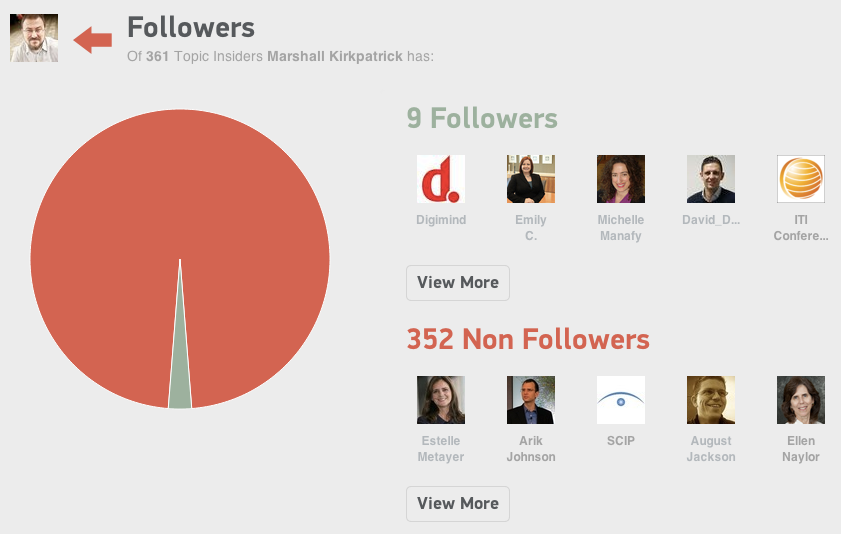 Followers
Of 361 Topic Insiders Marshall Kirkpatrick has:
9 Followers
d.
Digimind
Emily
C.
Michelle
Manafy
David_D...
ITI
Confere...
View More
352 Non Followers
Estelle
Metayer
Arik
Johnson
SCIP
August
Jackson
Ellen
Naylor
View More